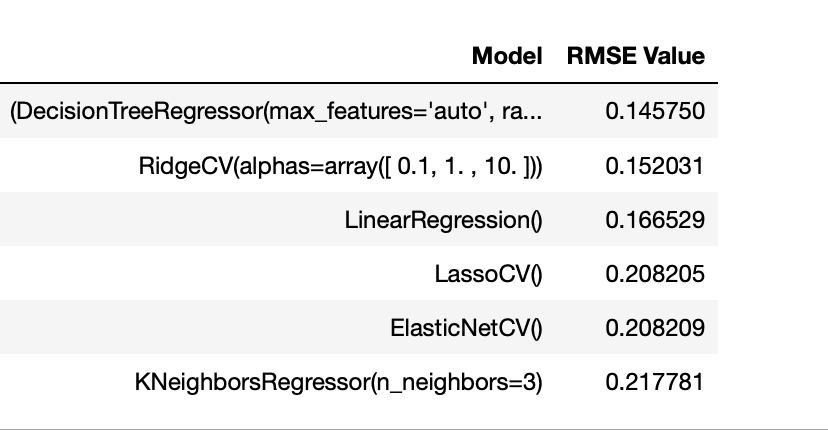 Model RMSE Value
(DecisionTreeRegressor(max_features='auto', ra... 0.145750
RidgeCV(alphas=array([ 0.1, 1. , 10. ])) 0.152031
LinearRegression() 0.166529
LassoCV() 0.208205
ElasticNetCV() 0.208209
KNeighborsRegressor(n_neighbors=3) 0.217781